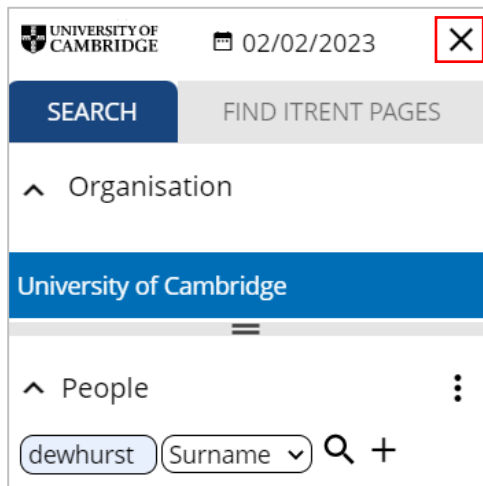 UNIVERSITY OF
CAMBRIDGE
02/02/2023
SEARCH
FIND ITRENT PAGES
Organisation
University of Cambridge
People
dewhurst
Surname